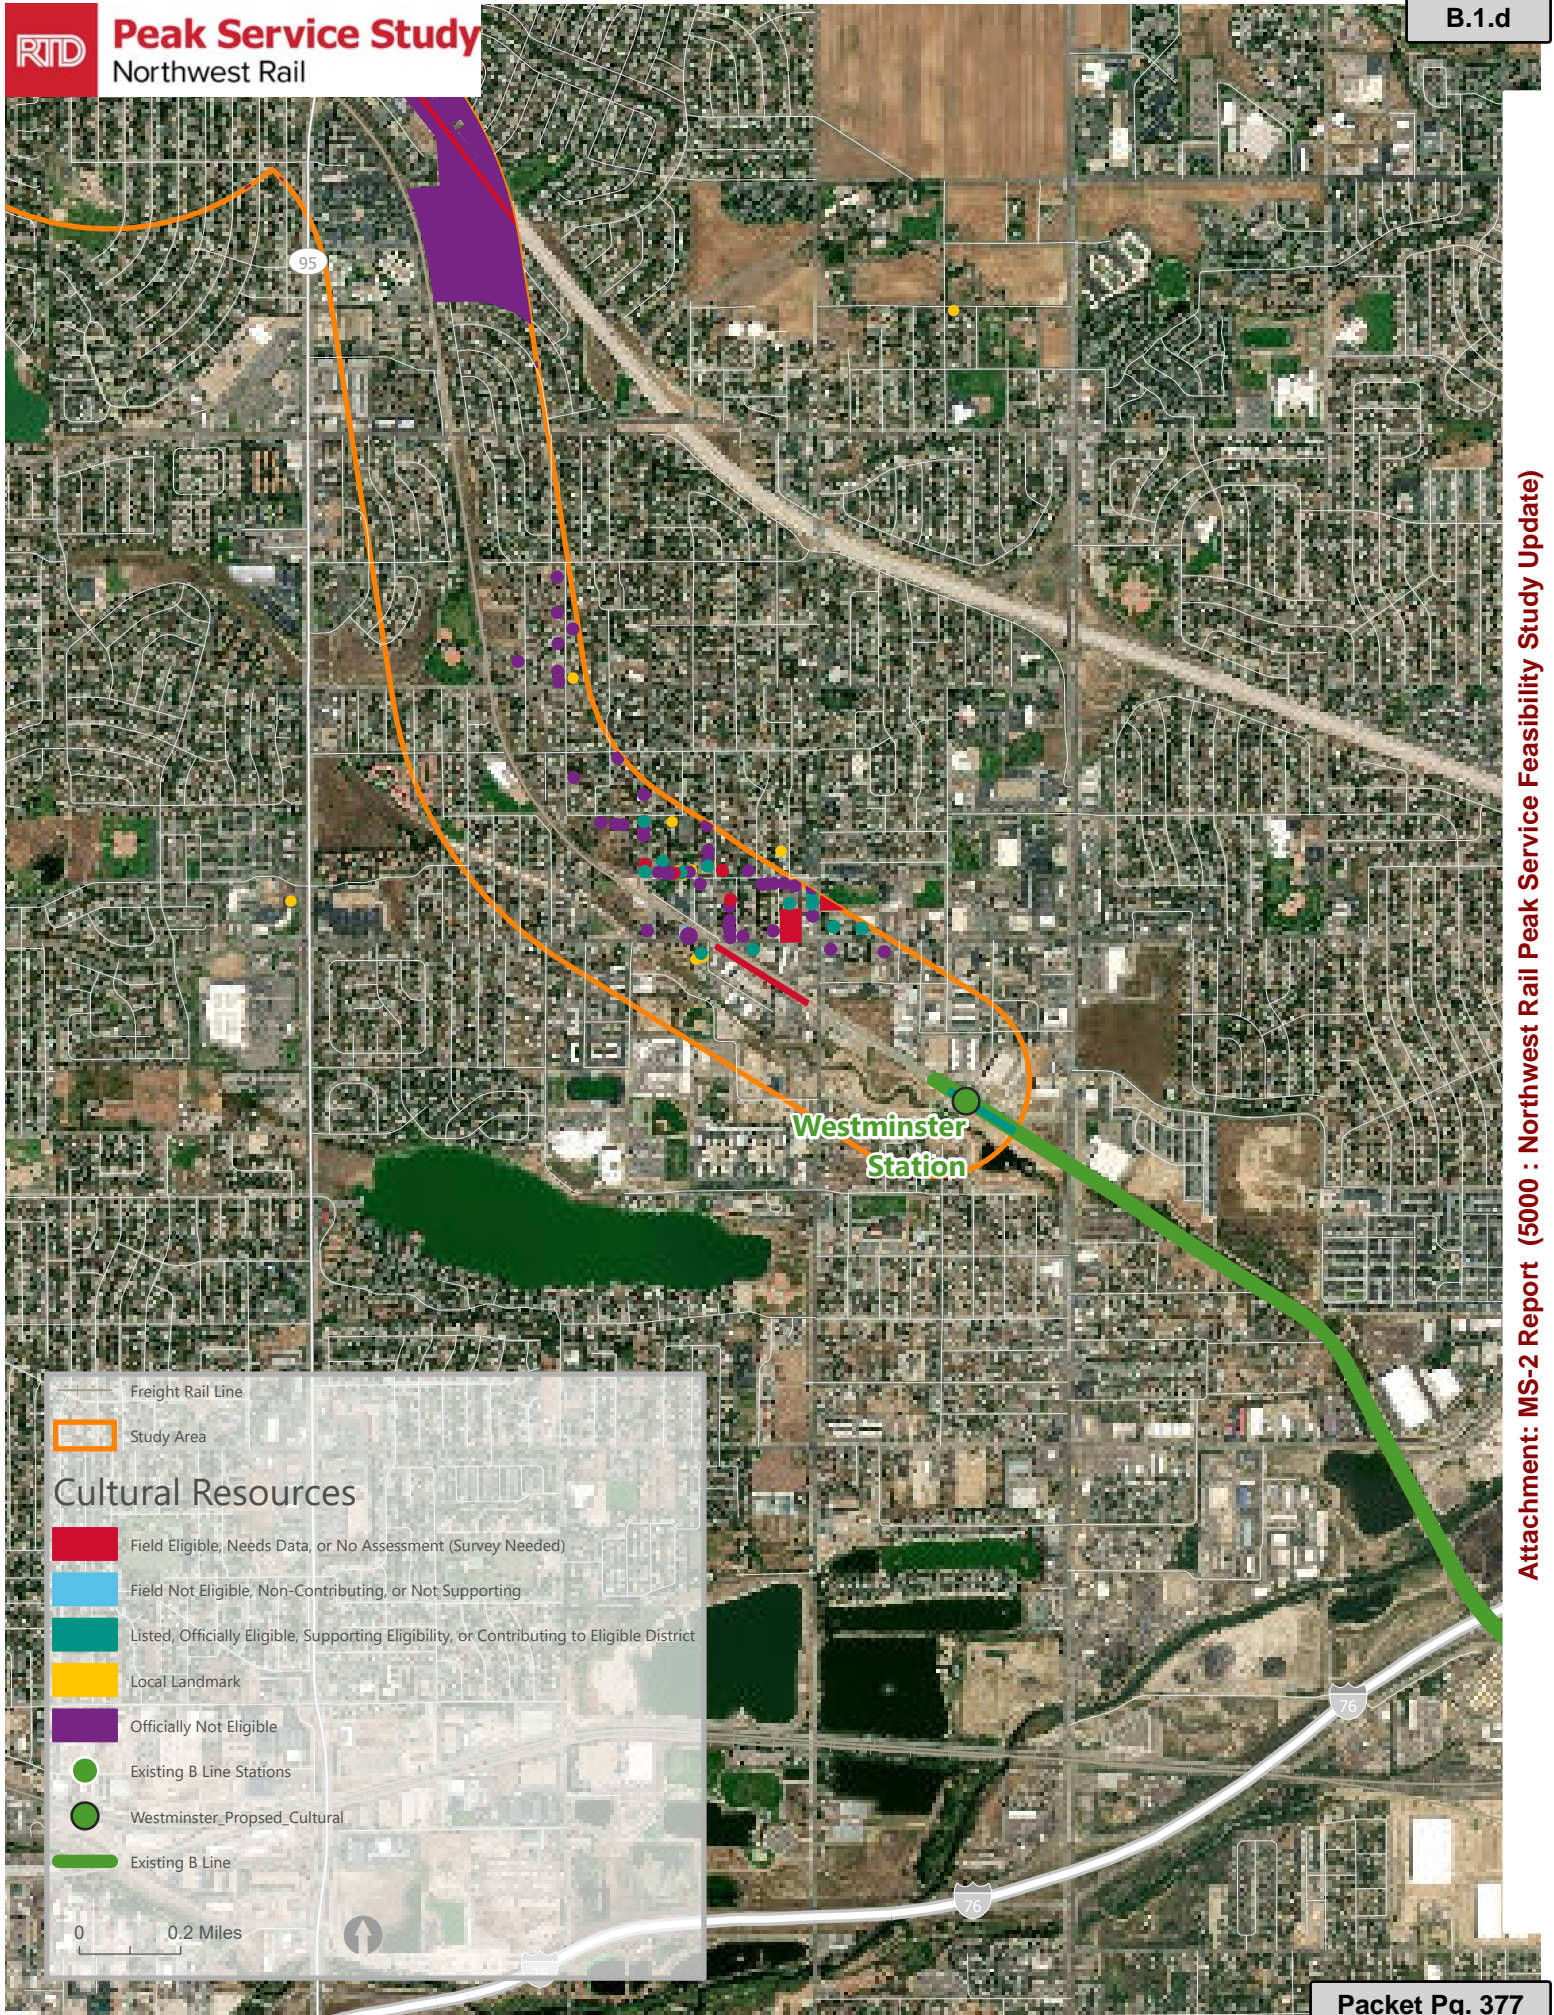 B.1.d
RTD
Peak Service Study
Northwest Rail
95
Westminster
Station
Freight Rail Line
Study Area
Cultural Resources
Field Eligible, Needs Data, or No Assessment (Survey Needed)
Field Not Eligible, Non-Contributing, or Not Supporting
Listed, Officially Eligible, Supporting Eligibility, or Contributing to Eligible District
Local Landmark
Officially Not Eligible
Existing B Line Stations
Westminster_Propsed_Cultural
Existing B Line
0
0.2 Miles
76
76
76
Attachment: MS-2 Report (5000 : Northwest Rail Peak Service Feasibility Study Update)
Packet Pg. 377